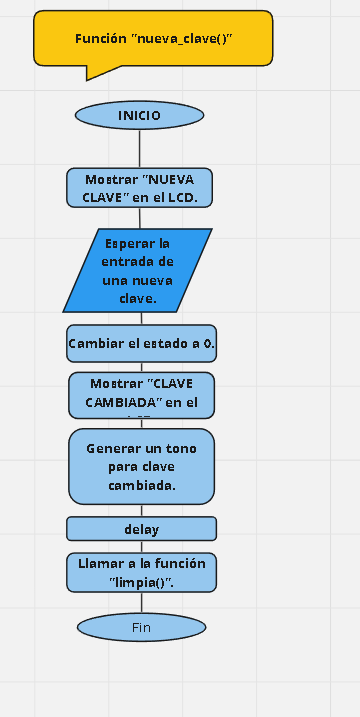 Función "nueva_clave()"
INICIO
Mostrar "NUEVA
CLAVE" en el LCD.
Esperar la
entrada de
una nueva
clave.
Cambiar el estado a 0.
Mostrar "CLAVE
CAMBIADA" en el
Generar un tono
para clave
cambiada.
delay
Llamar a la función
"limpia()".
Fin